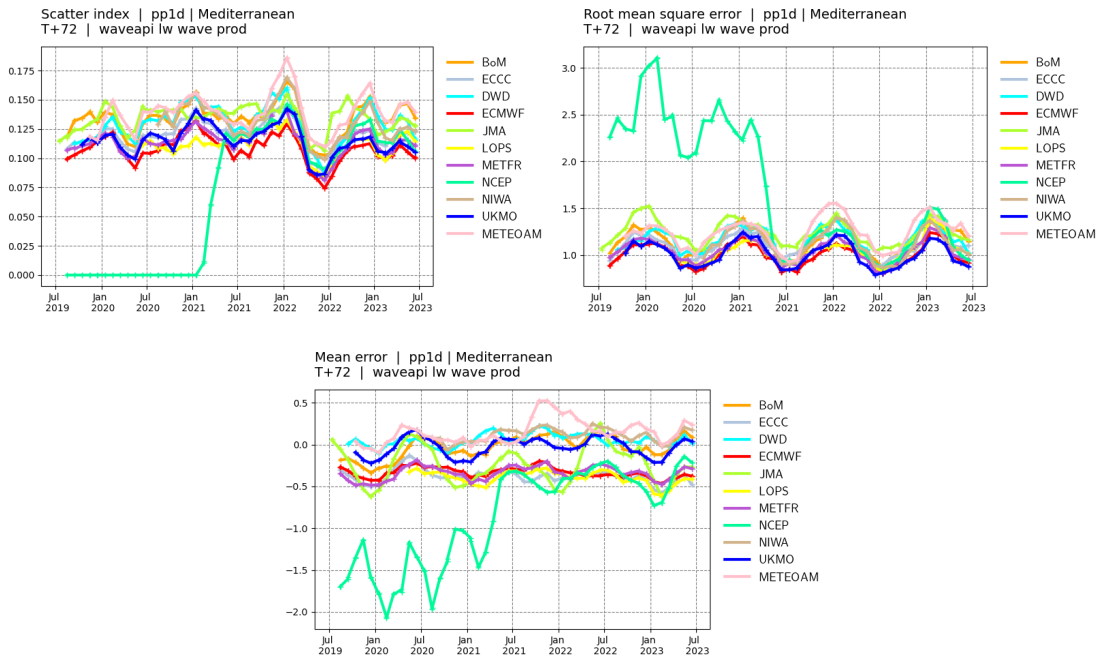 Scatter index | pp1d | Mediterranean
T+72 | waveapi lw wave prod
0.175
0.150
0.125
0.100
0.075
0.050
0.025
0.000
Jul 2019
Jan 2020
Jul 2020
Jan 2021
Jul 2021
Jan 2022
Jul 2022
Jan 2023
Jul 2023
BoM
ECCC
DWD
ECMWF
JMA
LOPS
METFR
NCEP
NIWA
UKMO
METEOAM
Root mean square error | pp1d | Mediterranean
T+72 | waveapi lw wave prod
3.0
2.5
2.0
1.5
1.0
Jul 2019
Jan 2020
Jul 2020
Jan 2021
Jul 2021
Jan 2022
Jul 2022
Jan 2023
Jul 2023
BoM
ECCC
DWD
ECMWF
JMA
LOPS
METFR
NCEP
NIWA
UKMO
METEOAM
Mean error | pp1d | Mediterranean
T+72 | waveapi lw wave prod
0.5
0.0
−0.5
−1.0
−1.5
−2.0
Jul 2019
Jan 2020
Jul 2020
Jan 2021
Jul 2021
Jan 2022
Jul 2022
Jan 2023
Jul 2023
BoM
ECCC
DWD
ECMWF
JMA
LOPS
METFR
NCEP
NIWA
UKMO
METEOAM